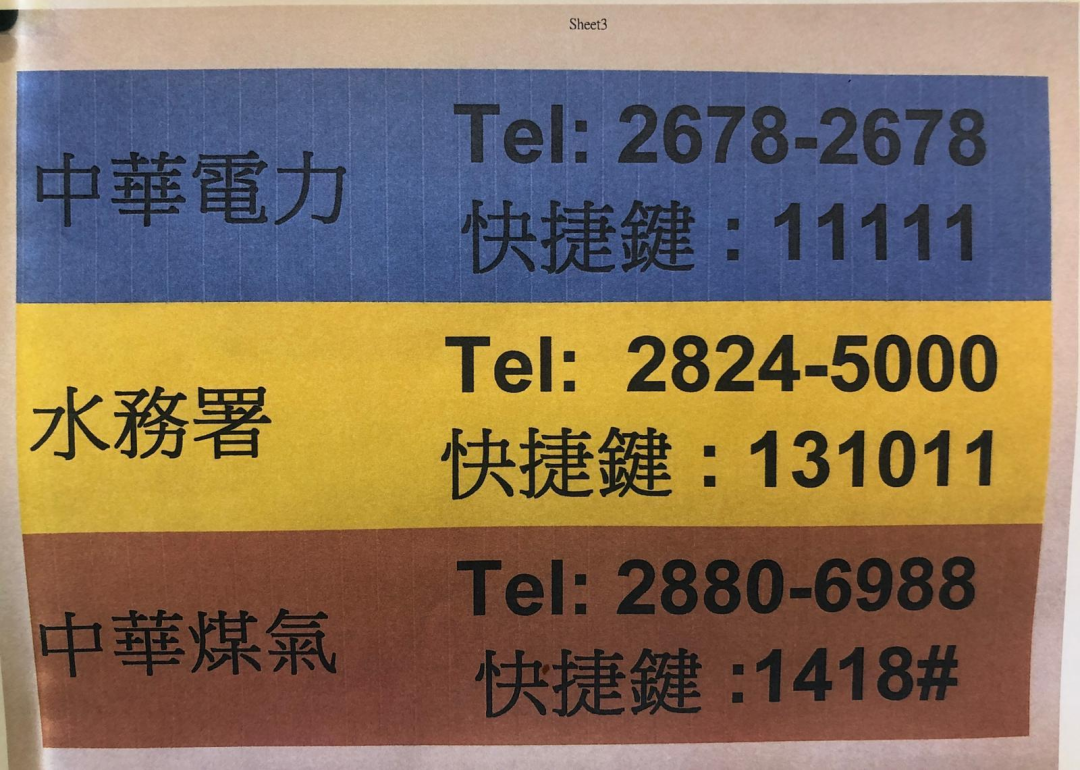 Sheet3
中華電力
Tel: 2678-2678
快捷鍵：11111
水務署
Tel: 2824-5000
快捷鍵：131011
中華煤氣
Tel: 2880-6988
快捷鍵 :1418#